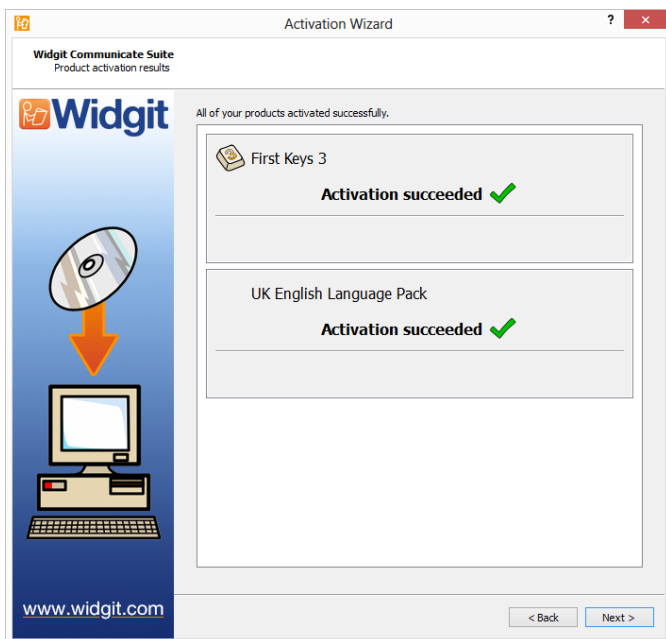 Activation Wizard
?
×
Widgit Communicate Suite
Product activation results
Widgit
All of your products activated successfully.
3
First Keys 3
Activation succeeded
UK English Language Pack
Activation succeeded
www.widgit.com
< Back
Next >